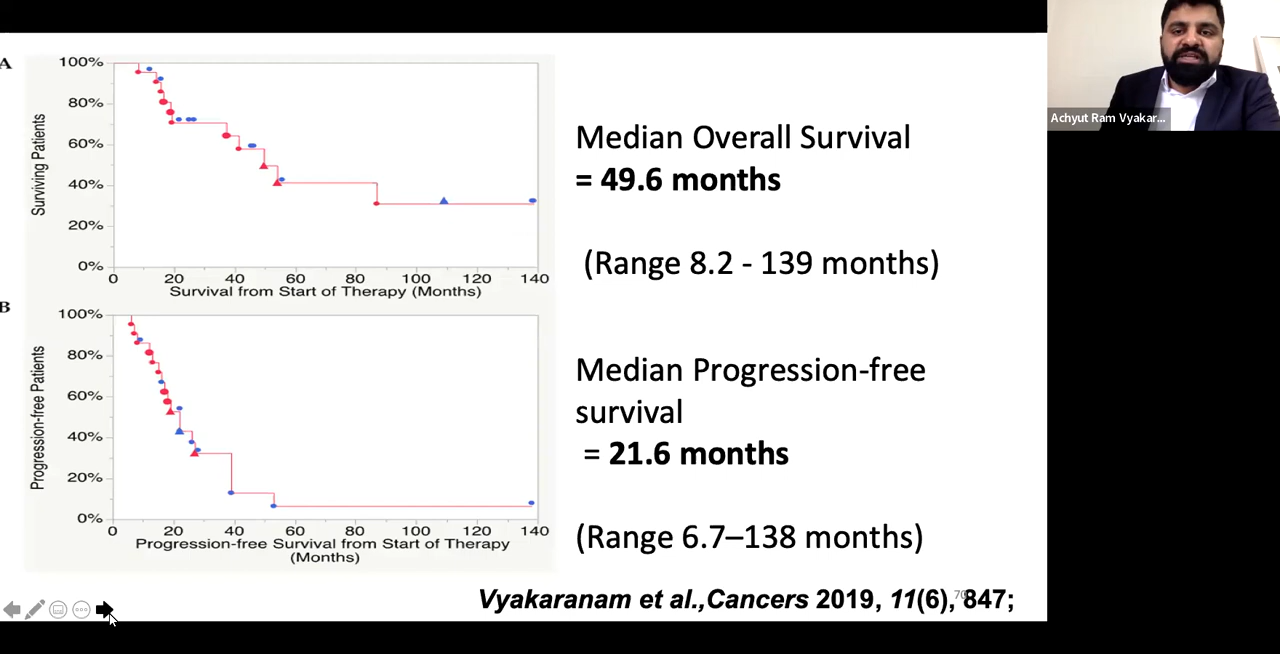 A
100%
80%
60%
40%
20%
0%
Surviving Patients
0 20 40 60 80 100 120 140
Survival from Start of Therapy (Months)
B
100%
80%
60%
40%
20%
0%
Progression-free Patients
0 20 40 60 80 100 120 140
Progression-free Survival from Start of Therapy
(Months)
Median Overall Survival
= 49.6 months
(Range 8.2 - 139 months)
Median Progression-free
survival
= 21.6 months
(Range 6.7–138 months)
Vyakaranam et al.,Cancers 2019, 11(6), 847;
70
Achyut Ram Vyakar...